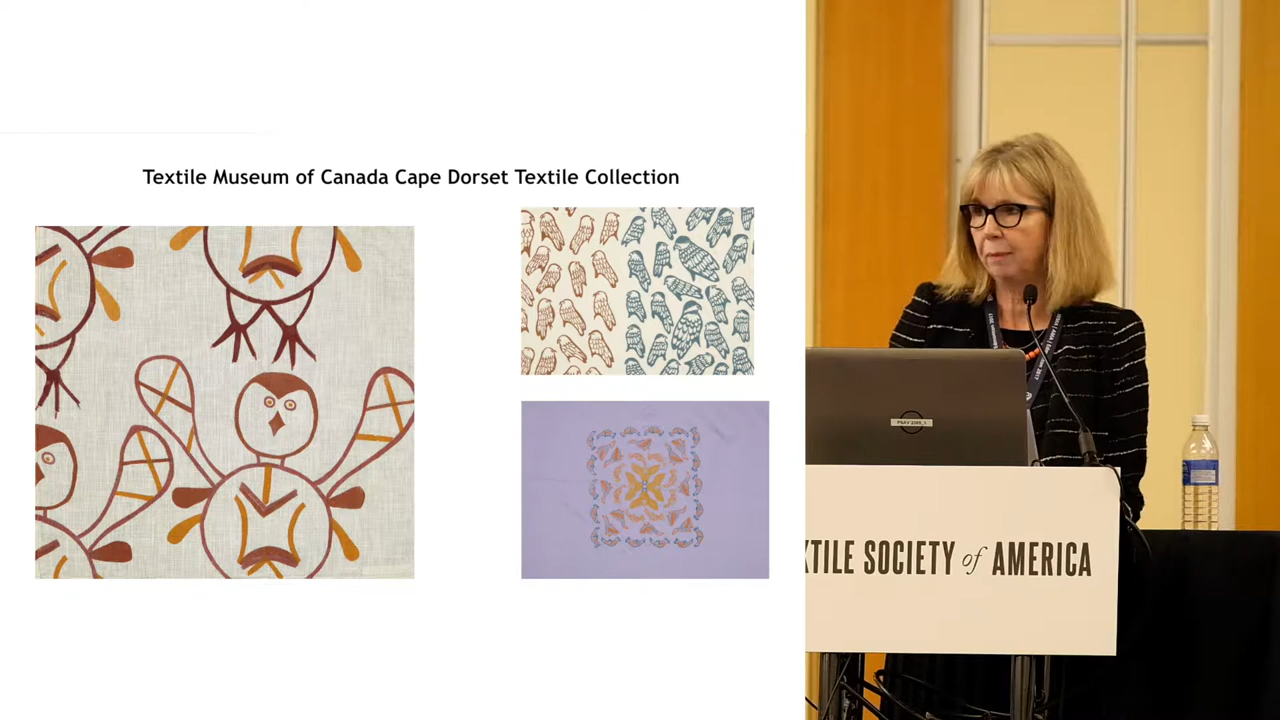 Textile Museum of Canada Cape Dorset Textile Collection
XTILE SOCIETY of AMERICA